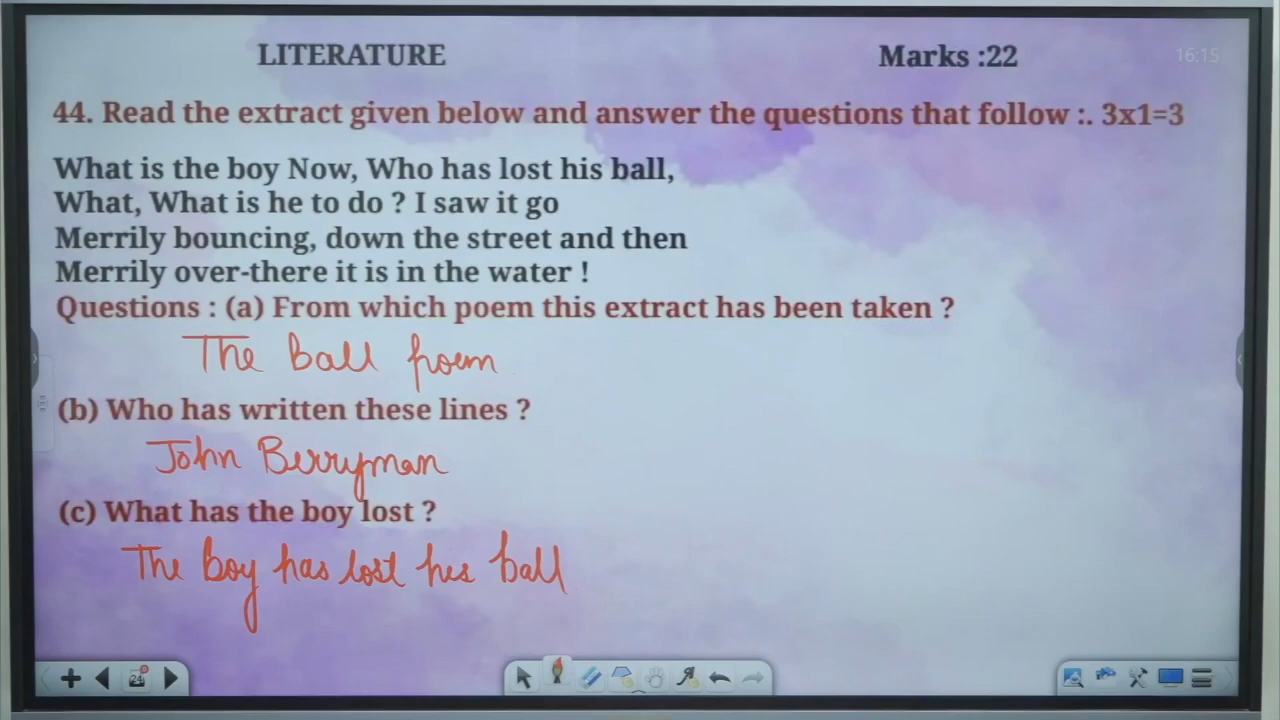 LITERATURE Marks :22
16:15
44. Read the extract given below and answer the questions that follow :. 3x1=3
What is the boy Now, Who has lost his ball,
What, What is he to do ? I saw it go
Merrily bouncing, down the street and then
Merrily over-there it is in the water !
Questions : (a) From which poem this extract has been taken ?
The Ball poem
(b) Who has written these lines ?
John Berryman
(c) What has the boy lost ?
The boy has lost his ball
24